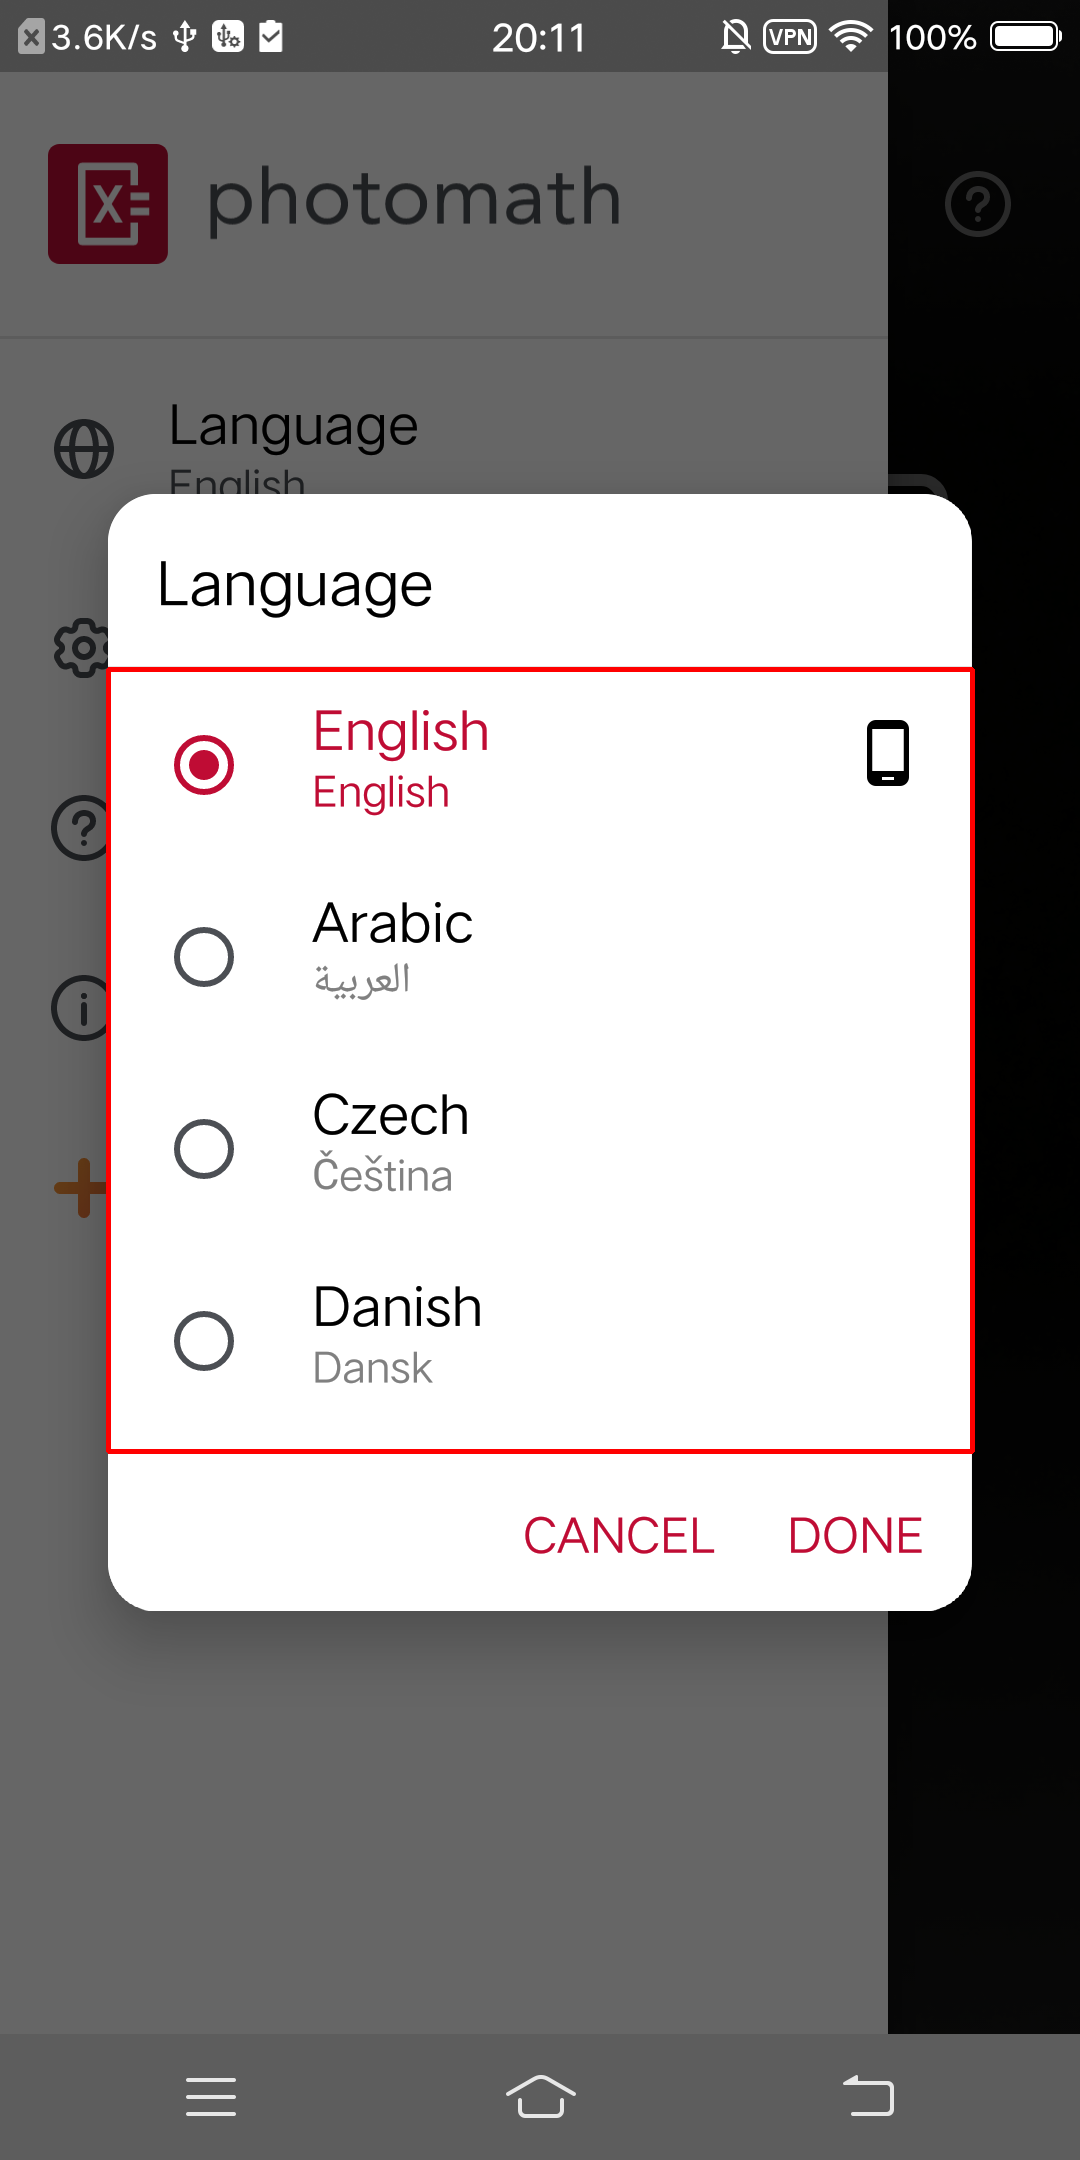 3.6K/s
20:11
VPN
100%
photomath
Language
English
Language
English
English
Arabic
العربية
Czech
Čeština
Danish
Dansk
CANCEL
DONE